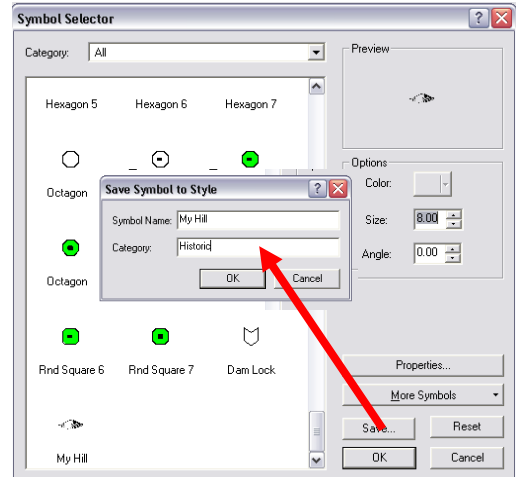 Symbol Selector
Category: All
Hexagon 5 Hexagon 6 Hexagon 7
Octagon
Octagon
Rnd Square 6 Rnd Square 7 Dam Lock
My Hill
Save Symbol to Style
Symbol Name: My Hill
Category: Historic
OK Cancel
Preview
Options
Color:
Size: 8.00
Angle: 0.00
Properties...
More Symbols
Save... Reset
OK Cancel